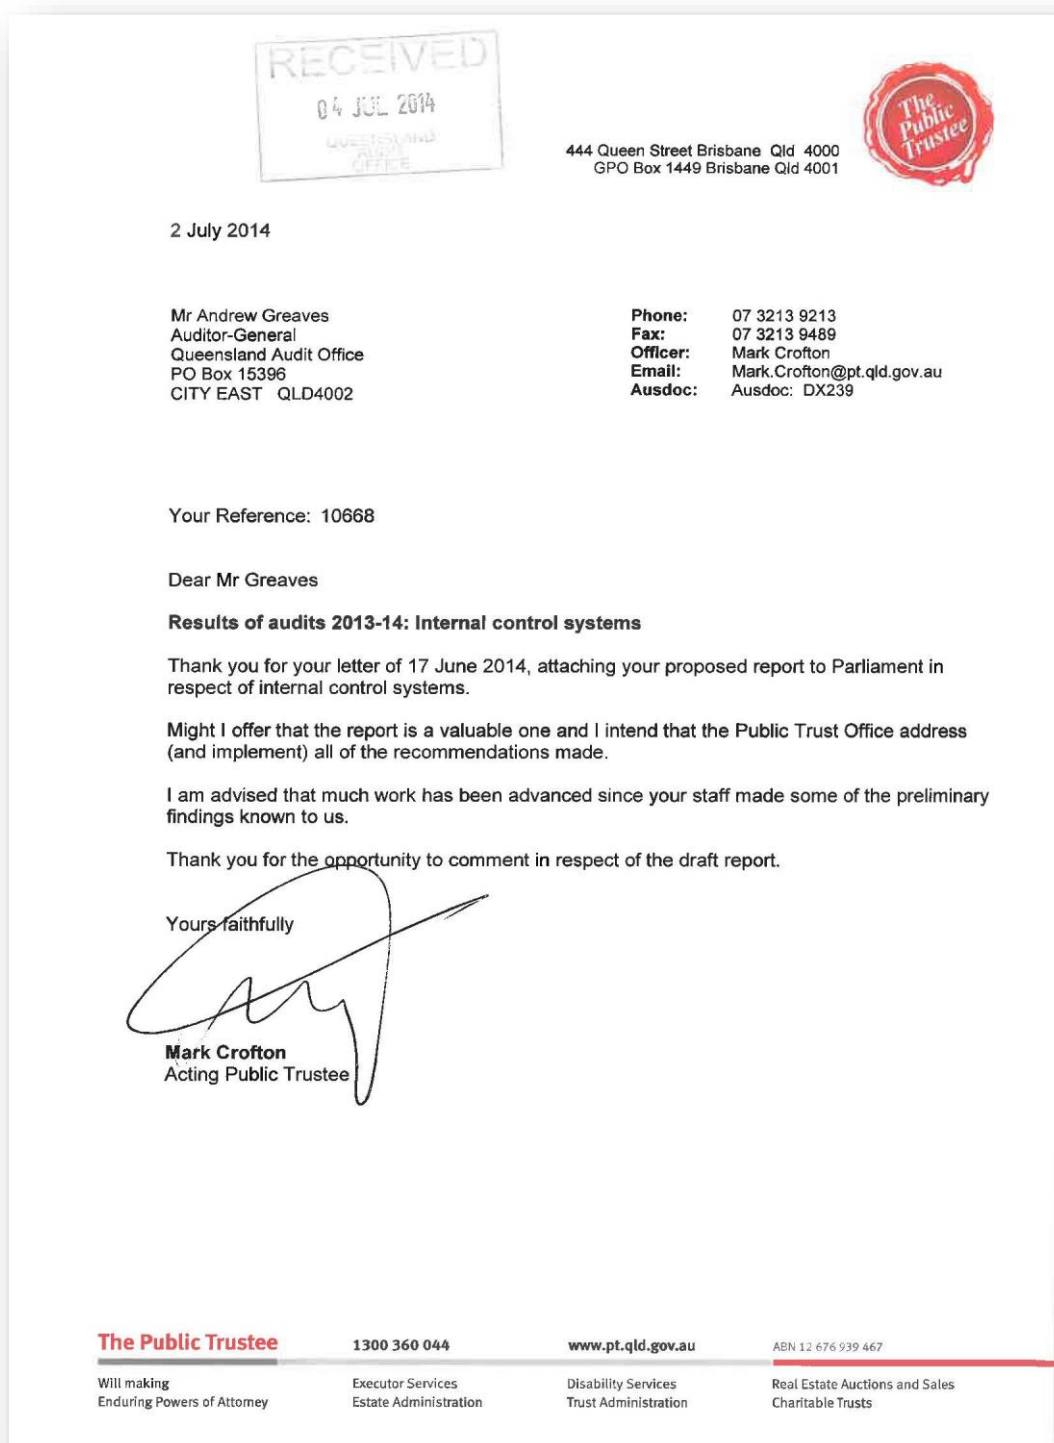 RECEIVED
04 JUL 2014
QUEENSLAND
AUDIT
OFFICE
The
Public
Trustee
444 Queen Street Brisbane Qld 4000
GPO Box 1449 Brisbane Qld 4001
2 July 2014
Mr Andrew Greaves
Auditor-General
Queensland Audit Office
PO Box 15396
CITY EAST QLD4002
Phone: 07 3213 9213
Fax: 07 3213 9489
Officer: Mark Crofton
Email: Mark.Crofton@pt.qld.gov.au
Ausdoc: Ausdoc: DX239
Your Reference: 10668
Dear Mr Greaves
Results of audits 2013-14: Internal control systems
Thank you for your letter of 17 June 2014, attaching your proposed report to Parliament in
respect of internal control systems.
Might I offer that the report is a valuable one and I intend that the Public Trust Office address
(and implement) all of the recommendations made.
I am advised that much work has been advanced since your staff made some of the preliminary
findings known to us.
Thank you for the opportunity to comment in respect of the draft report.
Yours faithfully
Mark Crofton
Acting Public Trustee
The Public Trustee 1300 360 044 www.pt.qld.gov.au ABN 12 676 939 467
Will making Executor Services Disability Services Real Estate Auctions and Sales
Enduring Powers of Attorney Estate Administration Trust Administration Charitable Trusts